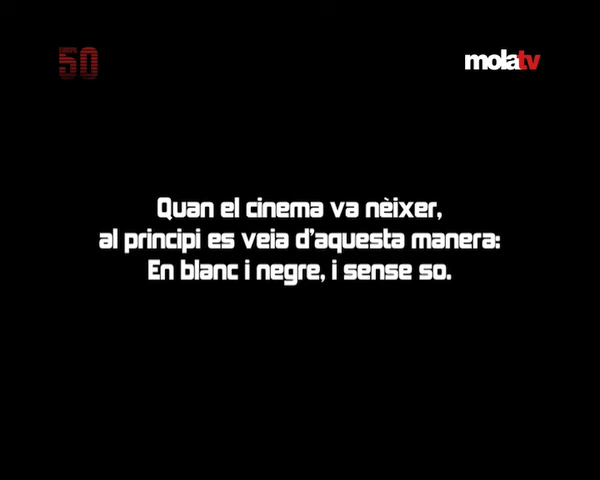 50
molatv
Quan el cinema va nèixer,
al principi es veia d'aquesta manera:
En blanc i negre, i sense so.